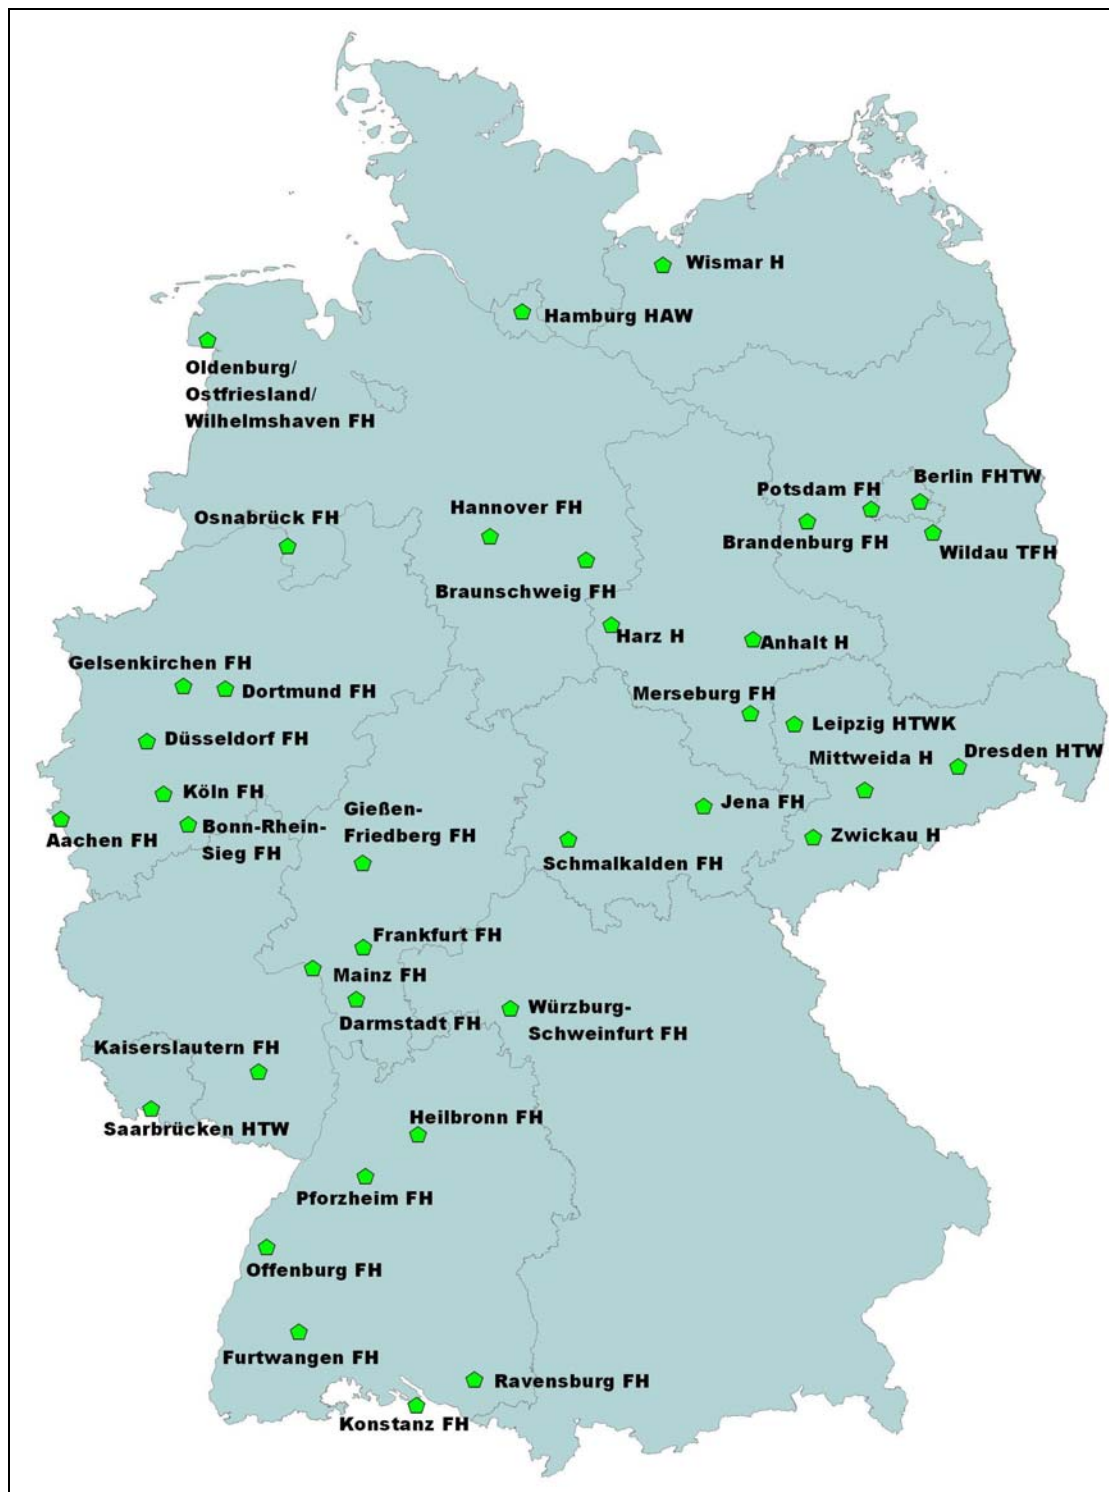 Wismar H
Hamburg HAW
Oldenburg/
Ostfriesland/
Wilhelmshaven FH
Berlin FHTW
Potsdam FH
Hannover FH
Osnabrück FH
Brandenburg FH
Wildau TFH
Braunschweig FH
Harz H
Anhalt H
Gelsenkirchen FH
Dortmund FH
Merseburg FH
Leipzig HTWK
Düsseldorf FH
Dresden HTW
Mittweida H
Köln FH
Jena FH
Gießen-
Friedberg FH
Aachen FH
Bonn-Rhein-
Sieg FH
Zwickau H
Schmalkalden FH
Frankfurt FH
Mainz FH
Darmstadt FH
Würzburg-
Schweinfurt FH
Kaiserslautern FH
Saarbrücken HTW
Heilbronn FH
Pforzheim FH
Offenburg FH
Furtwangen FH
Ravensburg FH
Konstanz FH